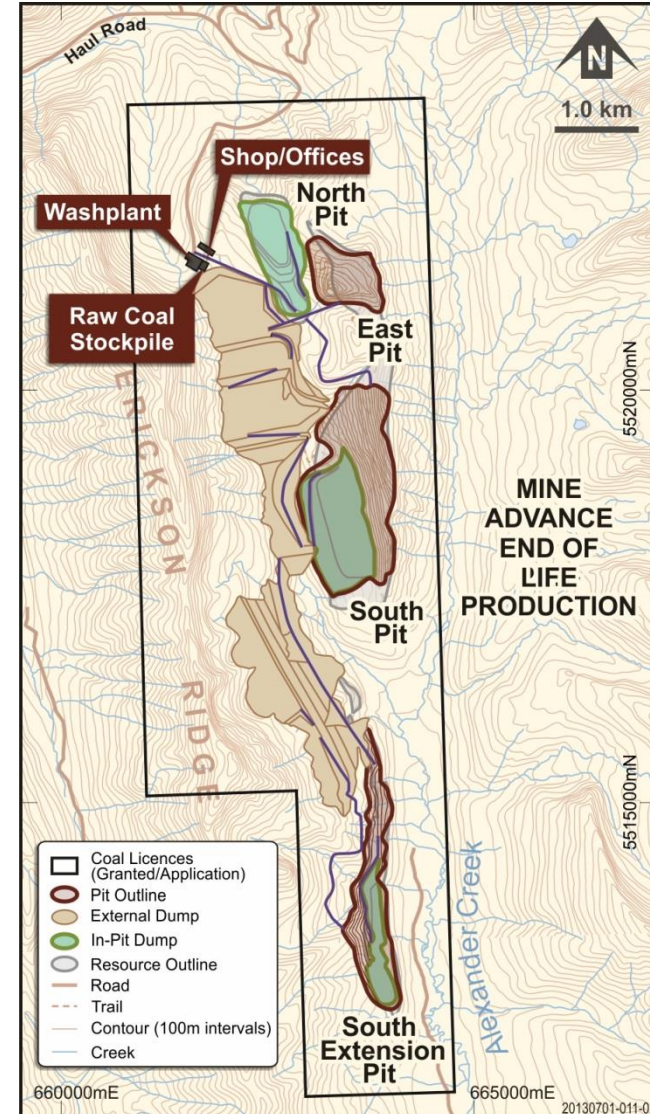 Haul Road
N
1.0 km
Shop/Offices
North
Pit
Washplant
Raw Coal
Stockpile
East
Pit
5520000mN
ERICKSON
RIDGE
MINE
ADVANCE
END OF
LIFE
PRODUCTION
South
Pit
5515000mN
Coal Licences
(Granted/Application)
Pit Outline
External Dump
In-Pit Dump
Resource Outline
Road
Trail
Contour (100m intervals)
Creek
Alexander Creek
South
Extension
Pit
660000mE
665000mE
20130701-011-0